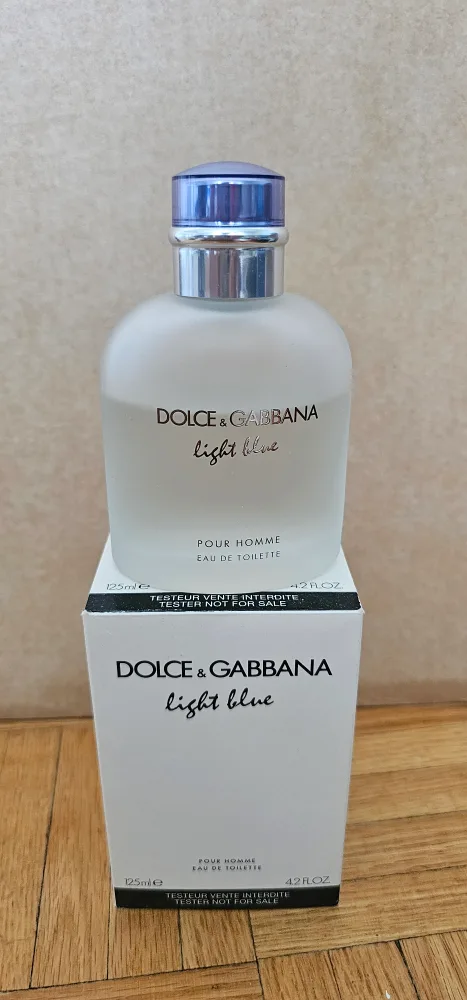 DOLCE & GABBANA
light blue
POUR HOMME
EAU DE TOILETTE
125ml e 4.2 FL.OZ
TESTEUR VENTE INTERDITE
TESTER NOT FOR SALE
DOLCE & GABBANA
light blue
POUR HOMME
EAU DE TOILETTE
125ml e 4.2 FL.OZ
TESTEUR VENTE INTERDITE
TESTER NOT FOR SALE